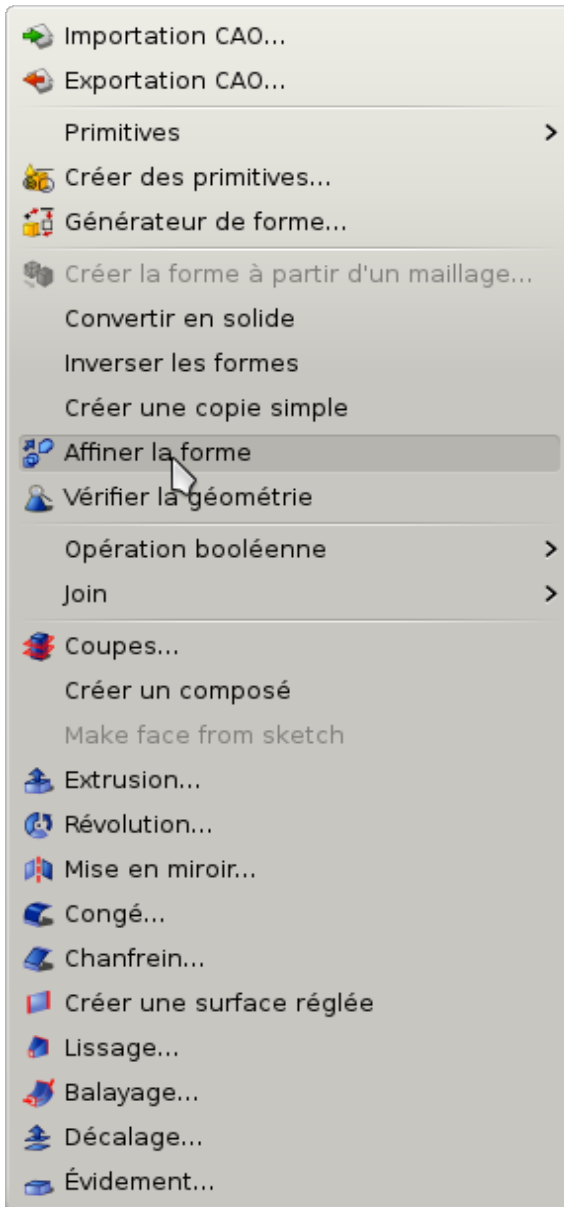 Importation CAO...
Exportation CAO...
Primitives
Créer des primitives...
Générateur de forme...
Créer la forme à partir d'un maillage...
Convertir en solide
Inverser les formes
Créer une copie simple
Affiner la forme
Vérifier la géométrie
Opération booléenne
Join
Coupes...
Créer un composé
Make face from sketch
Extrusion...
Révolution...
Mise en miroir...
Congé...
Chanfrein...
Créer une surface réglée
Lissage...
Balayage...
Décalage...
Évidement...